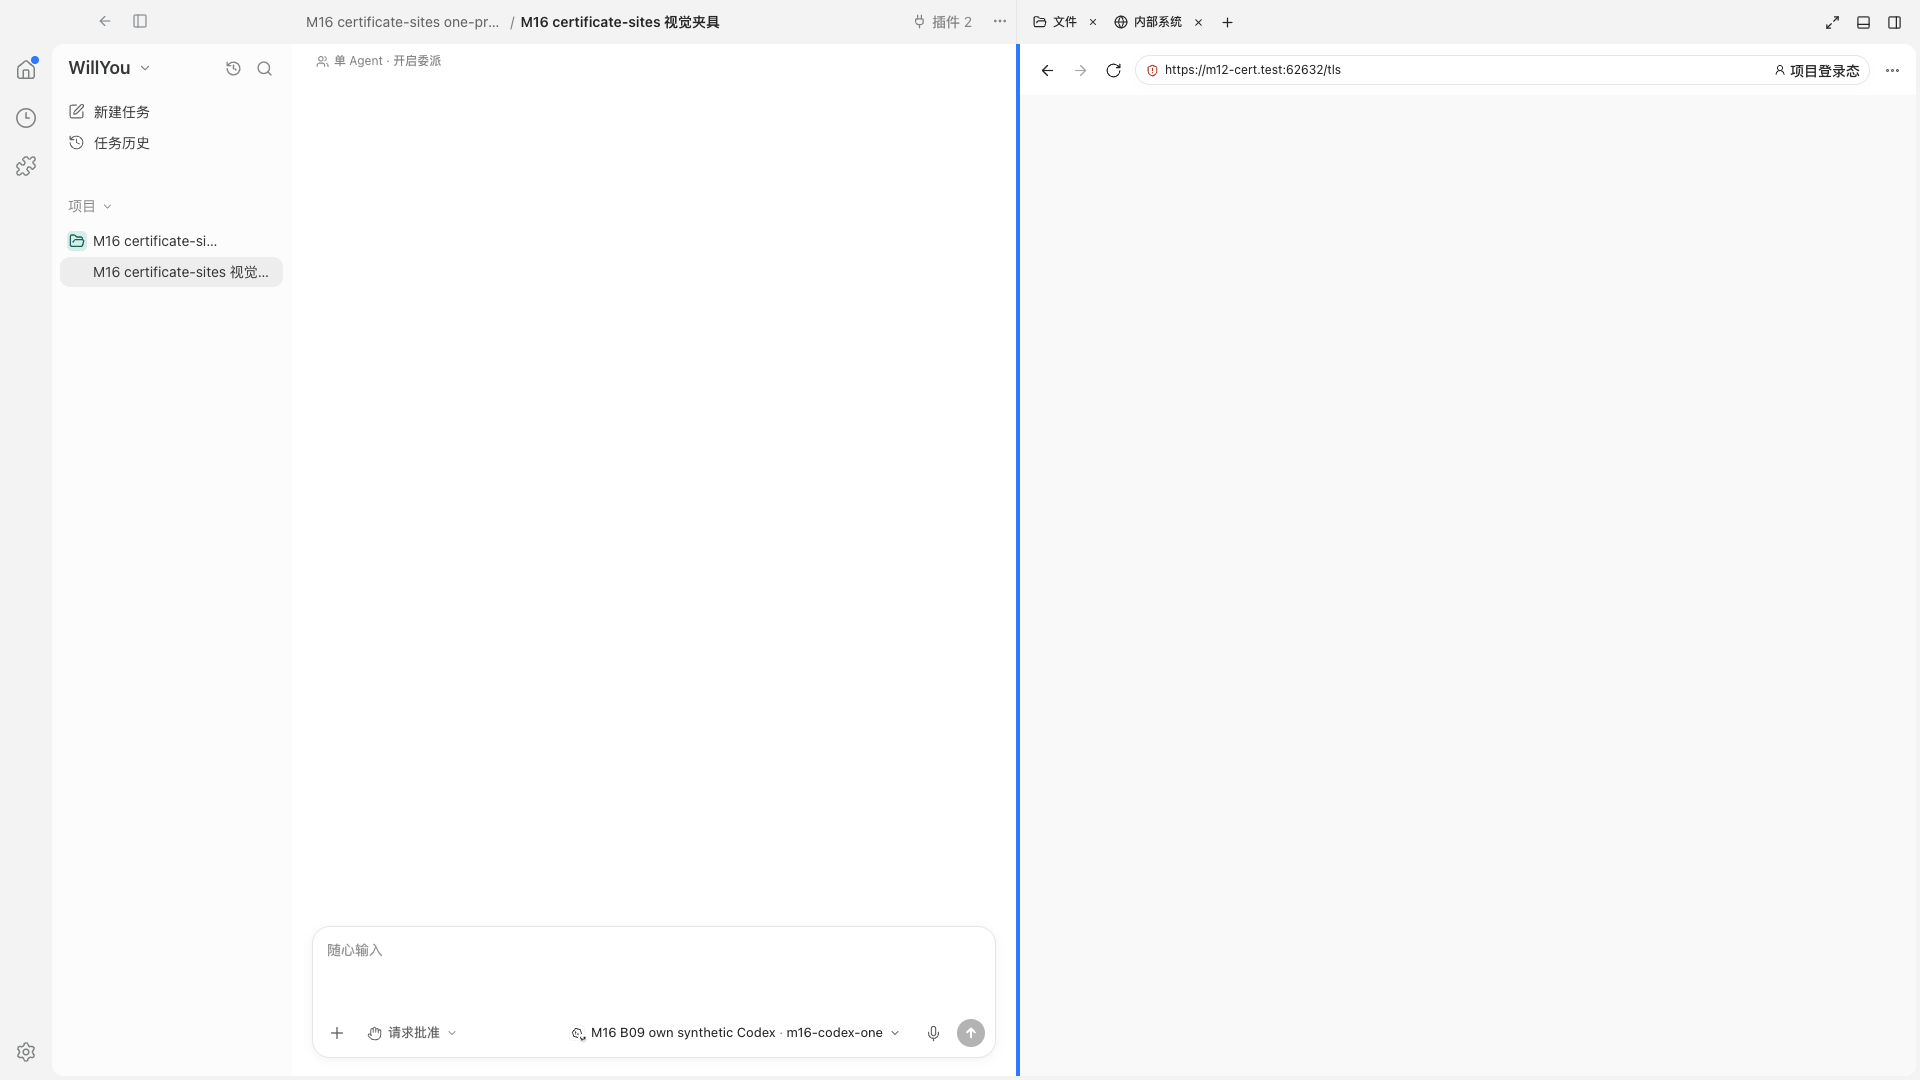 M16 certificate-sites one-pr... / M16 certificate-sites 视觉夹具
插件 2
文件
内部系统
WillYou
单 Agent · 开启委派
https://m12-cert.test:62632/tls
项目登录态
新建任务
任务历史
项目
M16 certificate-si...
M16 certificate-sites 视觉...
随心输入
请求批准
M16 B09 own synthetic Codex · m16-codex-one